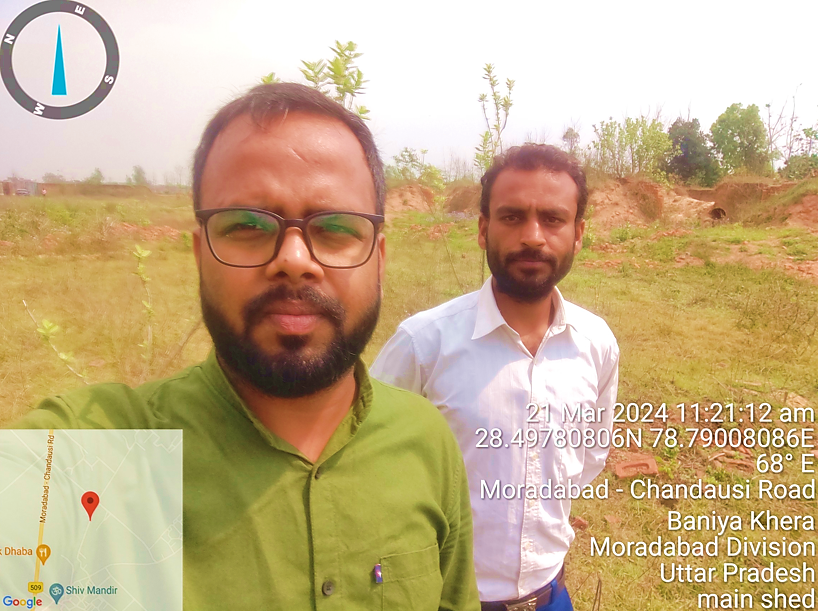 N
E
S
W
21 Mar 2024 11:21:12 am
28.49780806N 78.79008086E
68° E
Moradabad - Chandausi Road
Baniya Khera
Moradabad Division
Uttar Pradesh
main shed
Moradabad - Chandausi Rd
k Dhaba
509
Shiv Mandir
Google